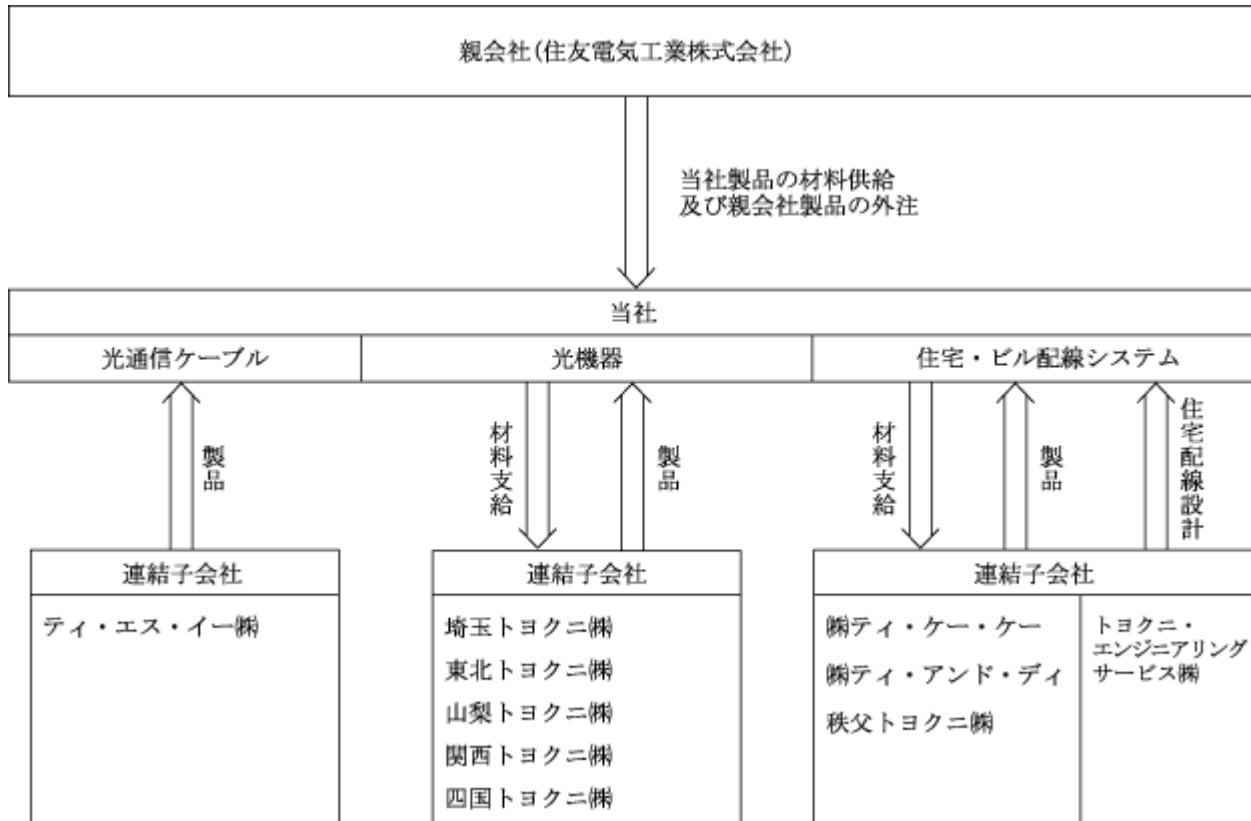 親会社(住友電気工業株式会社)
当社製品の材料供給
及び親会社製品の外注
当社
光通信ケーブル
光機器
住宅・ビル配線システム
製品
材料支給
製品
材料支給
製品
住宅配線設計
連結子会社
ティ・エス・イー㈱
連結子会社
埼玉トヨクニ㈱
東北トヨクニ㈱
山梨トヨクニ㈱
関西トヨクニ㈱
四国トヨクニ㈱
連結子会社
㈱ティ・ケー・ケー
㈱ティ・アンド・ディ
秩父トヨクニ㈱
トヨクニ・
エンジニアリング
サービス㈱